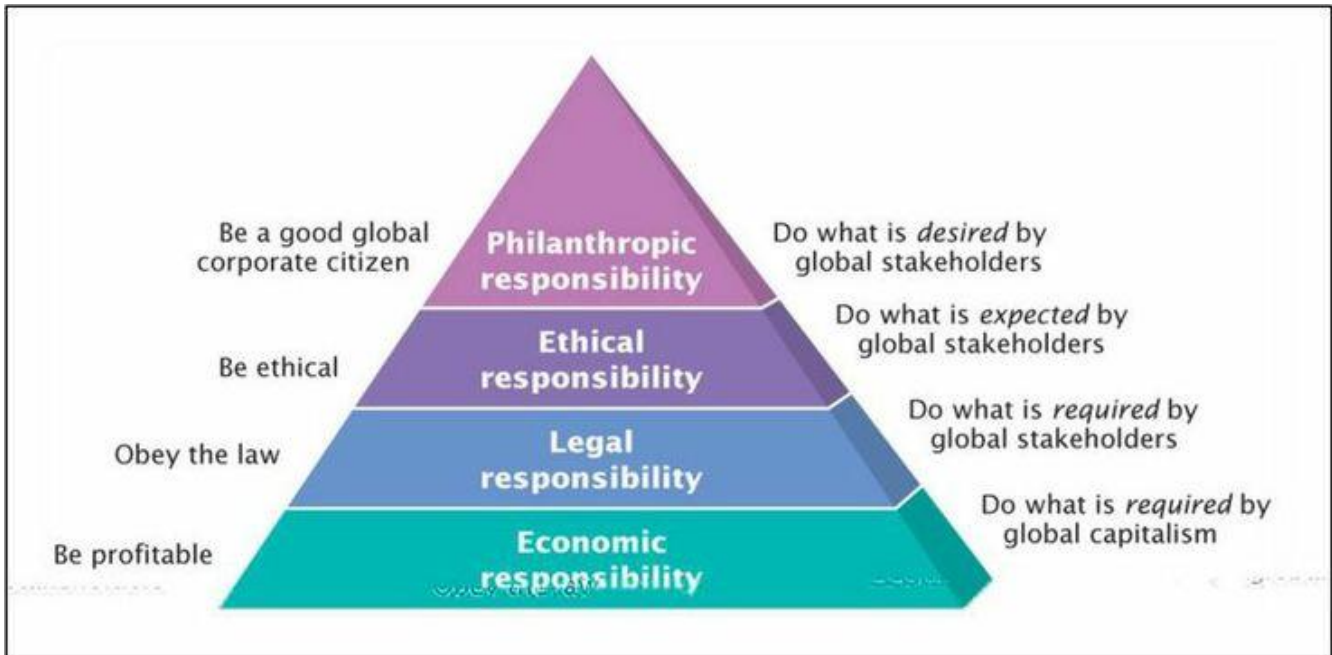 Be a good global
corporate citizen
Philanthropic
responsibility
Do what is desired by
global stakeholders
Be ethical
Ethical
responsibility
Do what is expected by
global stakeholders
Obey the law
Legal
responsibility
Do what is required by
global stakeholders
Be profitable
Economic
responsibility
Do what is required by
global capitalism